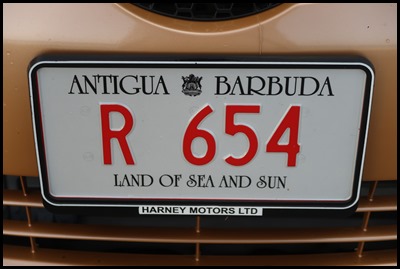 ANTIGUA BARBUDA
R 654
LAND OF SEA AND SUN
HARNEY MOTORS LTD